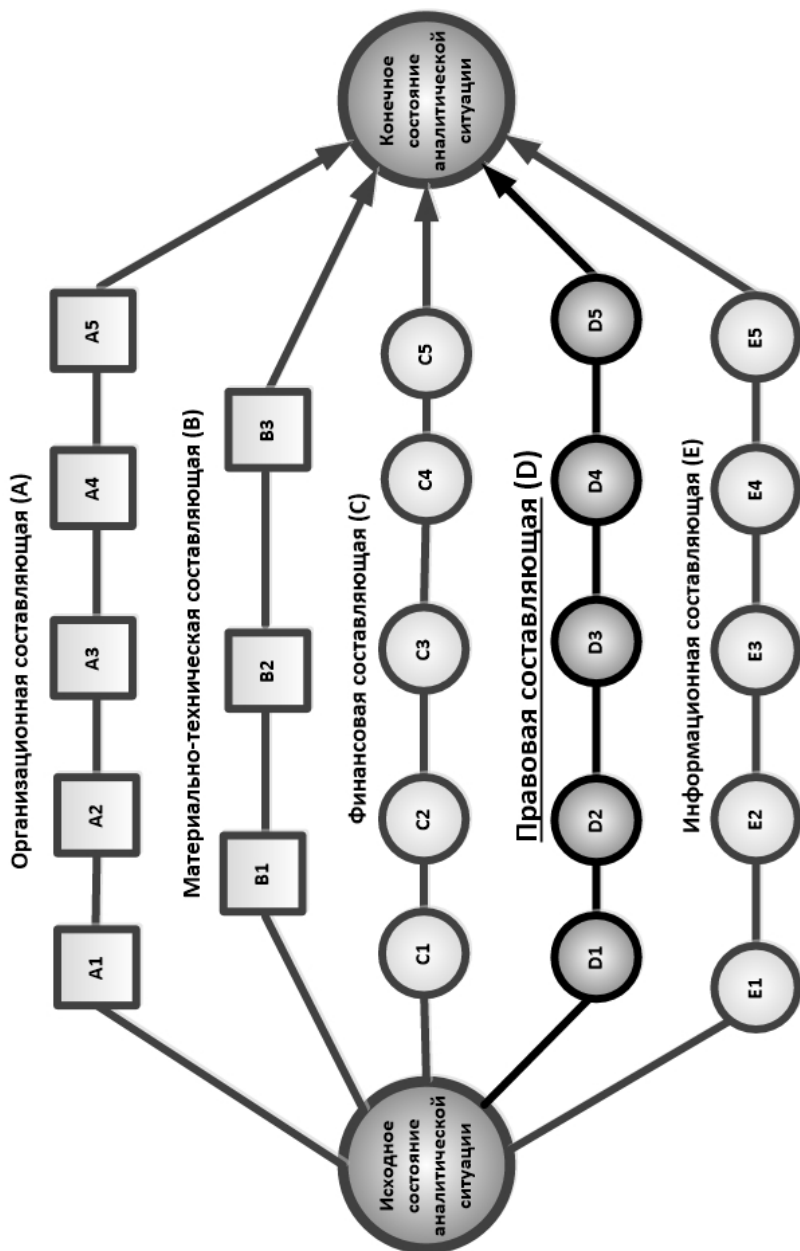 Организационная составляющая (A)
A1
A2
A3
A4
A5
Материально-техническая составляющая (B)
B1
B2
B3
Исходное
состояние
аналитической
ситуации
Финансовая составляющая (C)
C1
C2
C3
C4
C5
Конечное
состояние
аналитической
ситуации
Правовая составляющая (D)
D1
D2
D3
D4
D5
Информационная составляющая (E)
E1
E2
E3
E4
E5